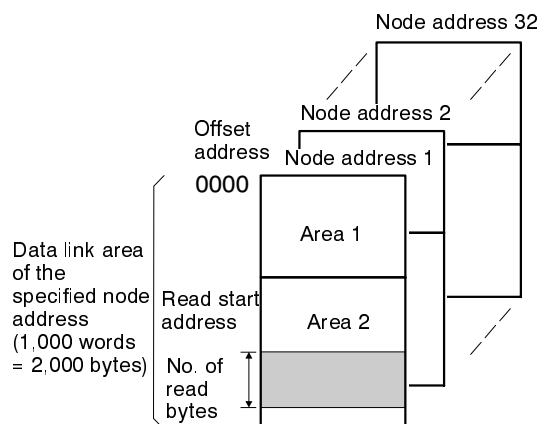 Node address 32
Node address 2
Offset
address
Node address 1
0000
Area 1
Data link area
of the
specified node
address
(1,000 words
= 2,000 bytes)
Read start
address
Area 2
No. of
read
bytes